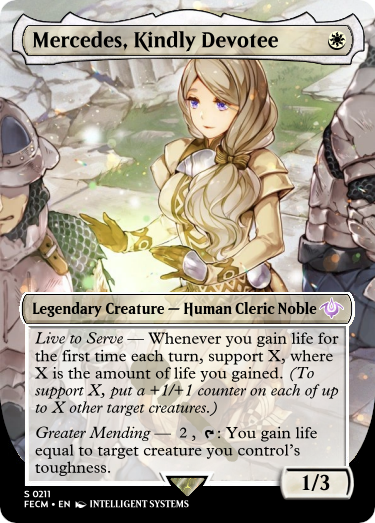 Mercedes, Kindly Devotee
Legendary Creature — Human Cleric Noble
Live to Serve — Whenever you gain life for
the first time each turn, support X, where
X is the amount of life you gained. (To
support X, put a +1/+1 counter on each of up
to X other target creatures.)
Greater Mending — 2 , : You gain life
equal to target creature you control's
toughness.
1/3
S 0211
FECM • EN INTELLIGENT SYSTEMS